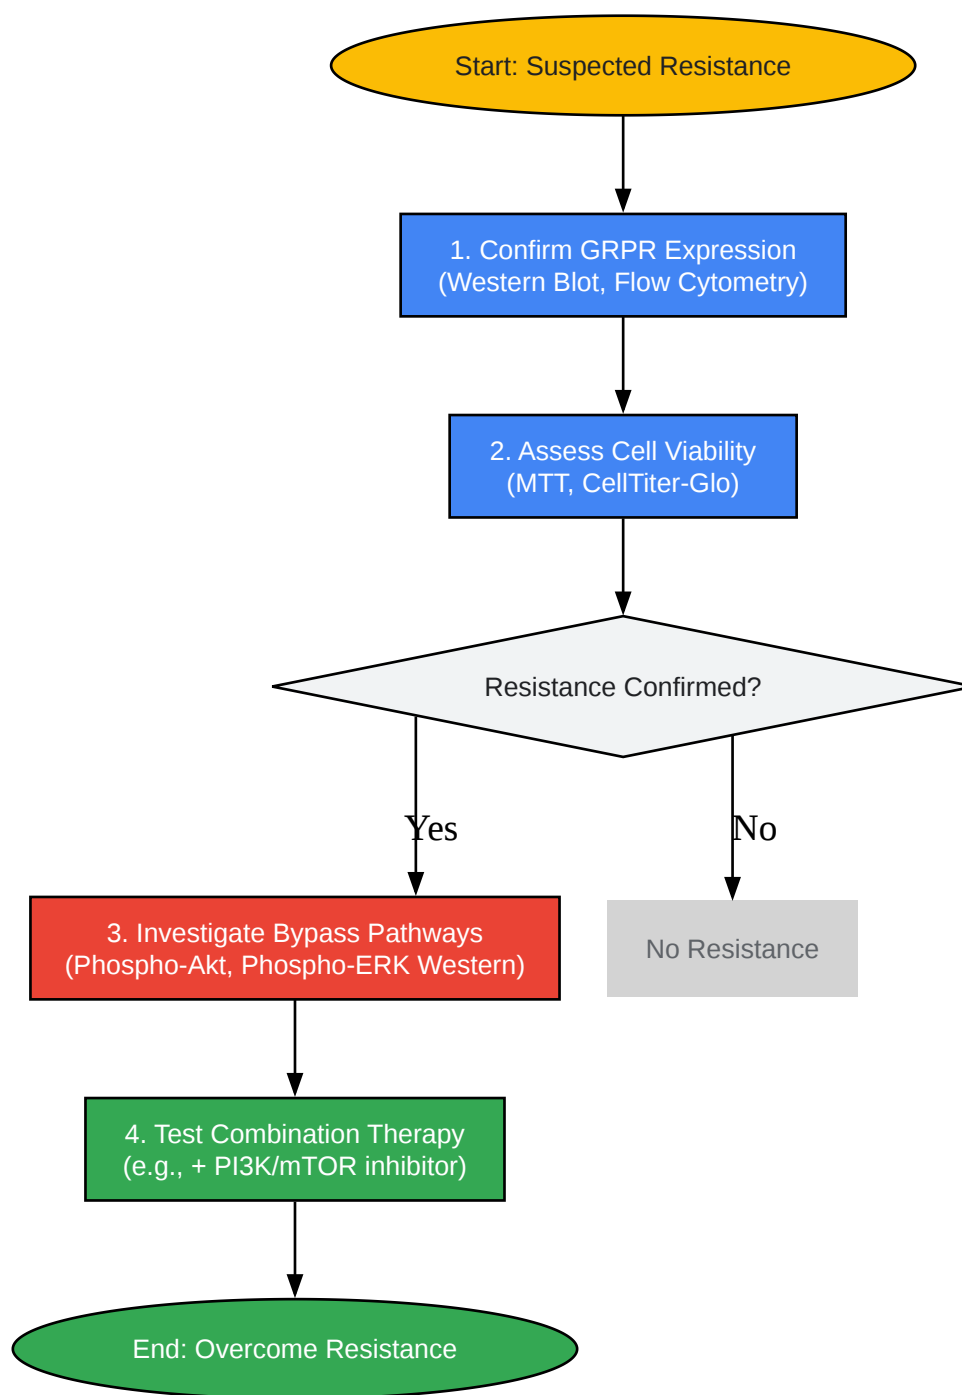 Start: Suspected Resistance
1. Confirm GRPR Expression
(Western Blot, Flow Cytometry)
2. Assess Cell Viability
(MTT, CellTiter-Glo)
Resistance Confirmed?
Yes
No
3. Investigate Bypass Pathways
(Phospho-Akt, Phospho-ERK Western)
No Resistance
4. Test Combination Therapy
(e.g., + PI3K/mTOR inhibitor)
End: Overcome Resistance